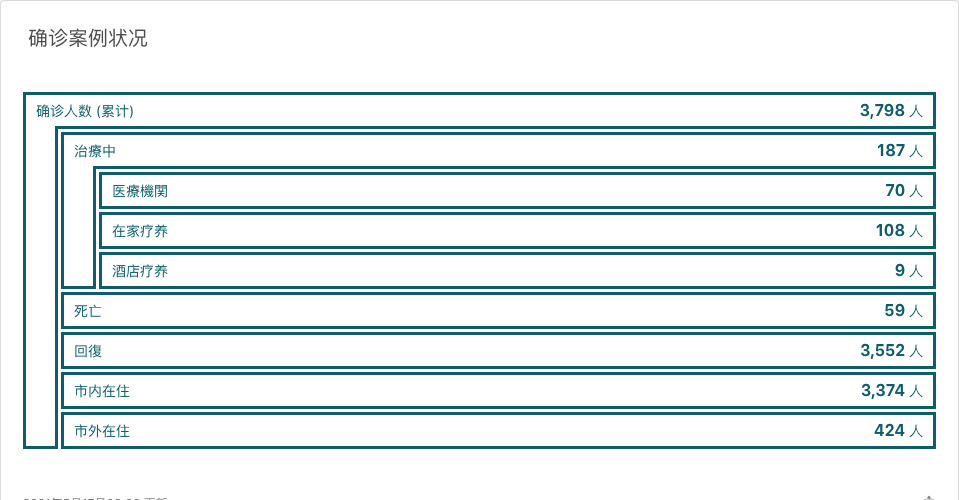 确诊案例状况
确诊人数 (累计) 3,798 人
治療中 187 人
医療機関 70 人
在家疗养 108 人
酒店疗养 9 人
死亡 59 人
回復 3,552 人
市内在住 3,374 人
市外在住 424 人